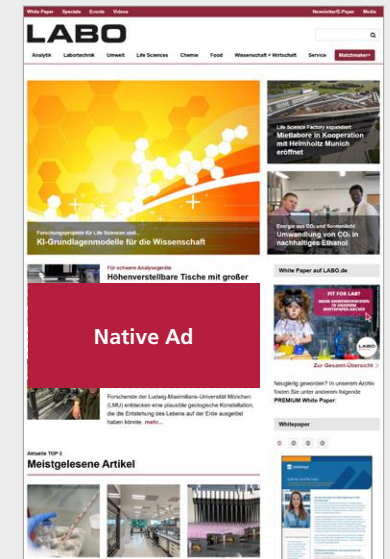 White Paper Specials Events Videos Newsletter/E-Paper Media
LABO
Analytik Labortechnik Umwelt Life Sciences Chemie Food Wissenschaft + Wirtschaft Service Matchmaker+
Forschungsprojekte für Life Sciences und...
KI-Grundlagenmodelle für die Wissenschaft
Life Science Factory expandiert
Mietlabore in Kooperation
mit Helmholtz Munich
eröffnet
Energie aus CO₂ und Sonnenlicht
Umwandlung von CO₂ in
nachhaltiges Ethanol
Für schwere Analysegeräte
Höhenverstellbare Tische mit großer
Native Ad
Forschende der Ludwig-Maximilians-Universität München
(LMU) entdecken eine plausible geologische Konstellation,
die die Entstehung des Lebens auf der Erde ausgelöst
haben könnte. mehr...
White Paper auf LABO.de
FIT FOR LAB?
MEHR ANWENDERWISSEN
IN UNSEREM
WHITEPAPER-ARCHIV
LABO
Zur Gesamt-Übersicht >
Neugierig geworden? In unserem Archiv
finden Sie unter anderem folgende
PREMIUM White Paper:
Whitepaper
Aktuelle TOP 3
Meistgelesene Artikel